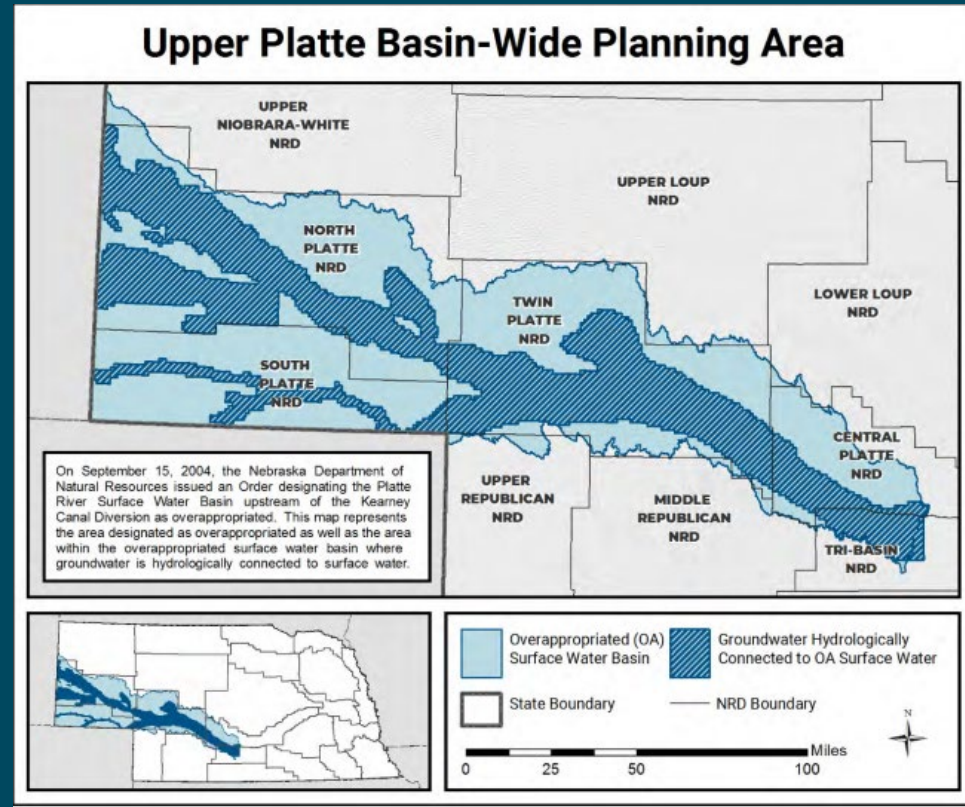 Upper Platte Basin-Wide Planning Area
UPPER
NIOBRARA-WHITE
NRD
UPPER LOUP
NRD
NORTH
PLATTE
NRD
TWIN
PLATTE
NRD
LOWER LOUP
NRD
SOUTH
PLATTE
NRD
CENTRAL
PLATTE
NRD
UPPER
REPUBLICAN
NRD
MIDDLE
REPUBLICAN
NRD
TRI-BASIN
NRD
On September 15, 2004, the Nebraska Department of
Natural Resources issued an Order designating the Platte
River Surface Water Basin upstream of the Kearney
Canal Diversion as overappropriated. This map represents
the area designated as overappropriated as well as the area
within the overappropriated surface water basin where
groundwater is hydrologically connected to surface water.
Overappropriated (OA)
Surface Water Basin
Groundwater Hydrologically
Connected to OA Surface Water
State Boundary
NRD Boundary
N
Miles
0 25 50 100